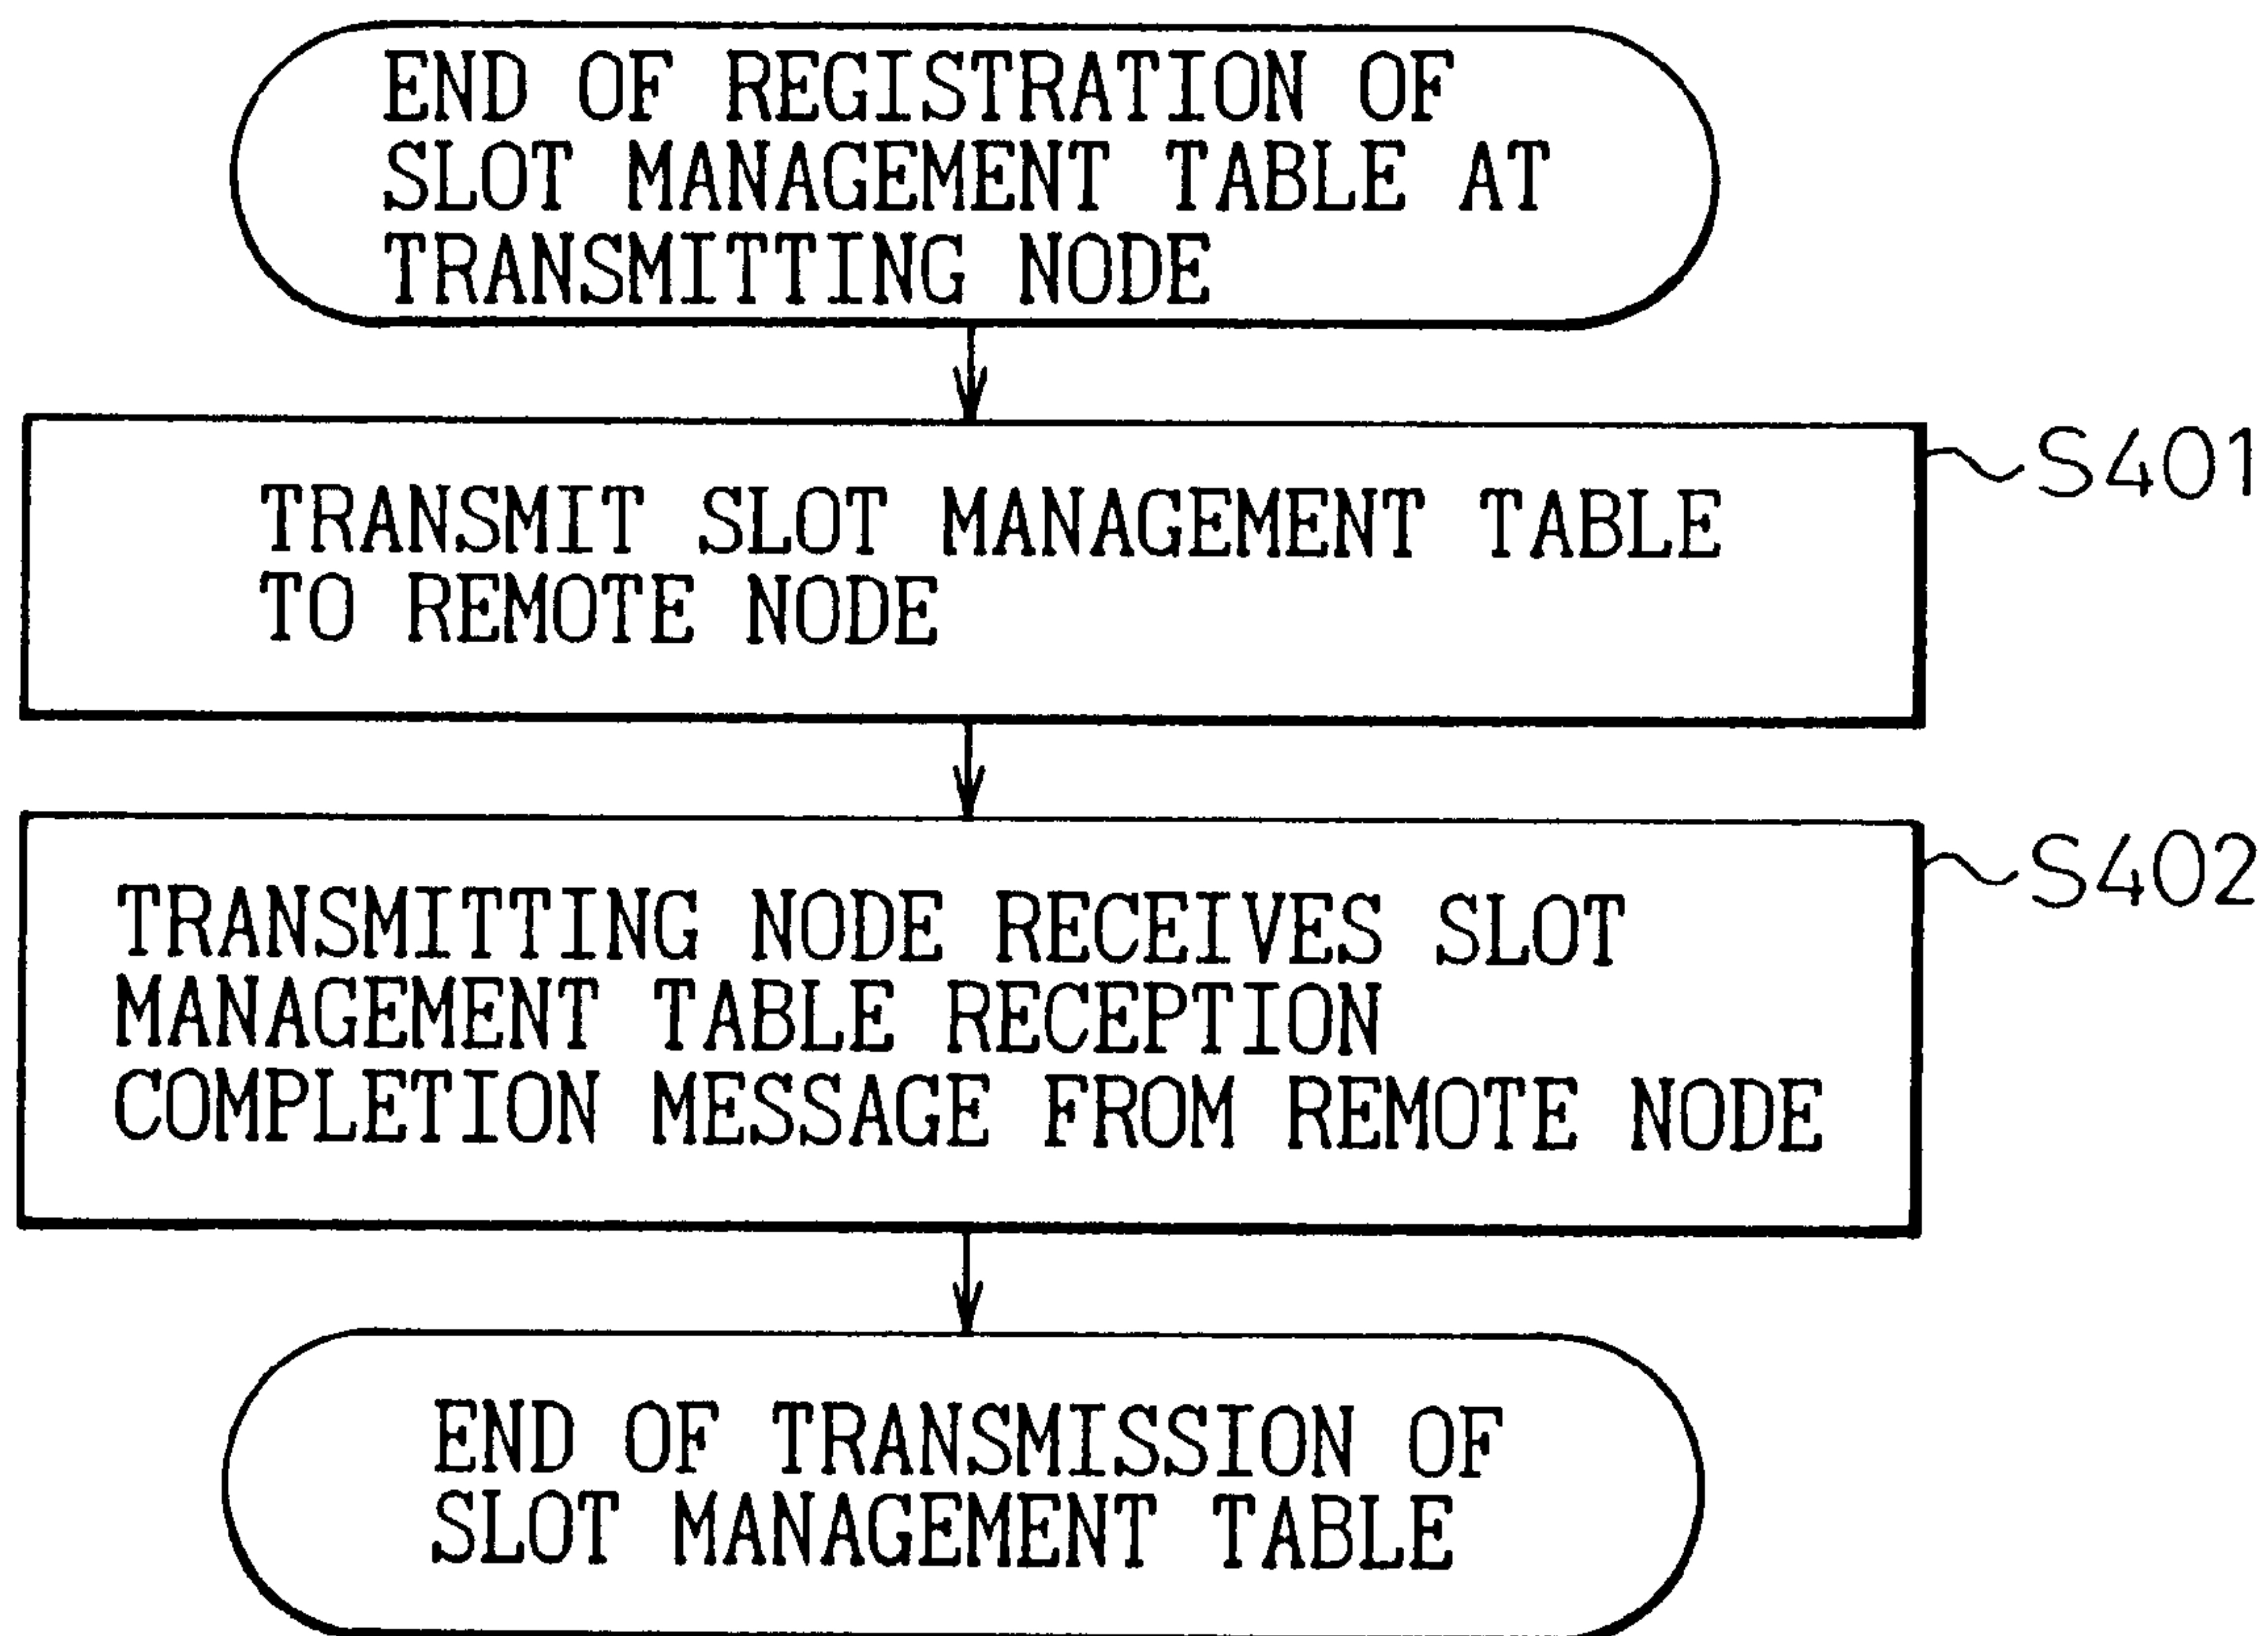 END OF REGISTRATION OF
SLOT MANAGEMENT TABLE AT
TRANSMITTING NODE
S401
TRANSMIT SLOT MANAGEMENT TABLE
TO REMOTE NODE
S402
TRANSMITTING NODE RECEIVES SLOT
MANAGEMENT TABLE RECEPTION
COMPLETION MESSAGE FROM REMOTE NODE
END OF TRANSMISSION OF
SLOT MANAGEMENT TABLE